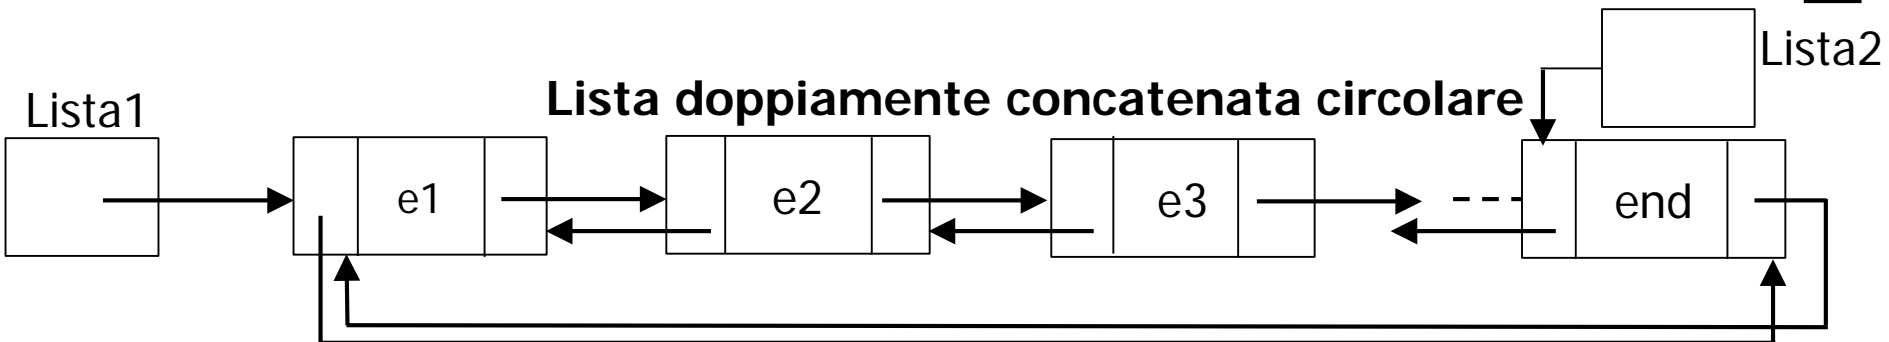 Lista2
Lista doppiamente concatenata circolare
Lista1
e1
e2
e3
end